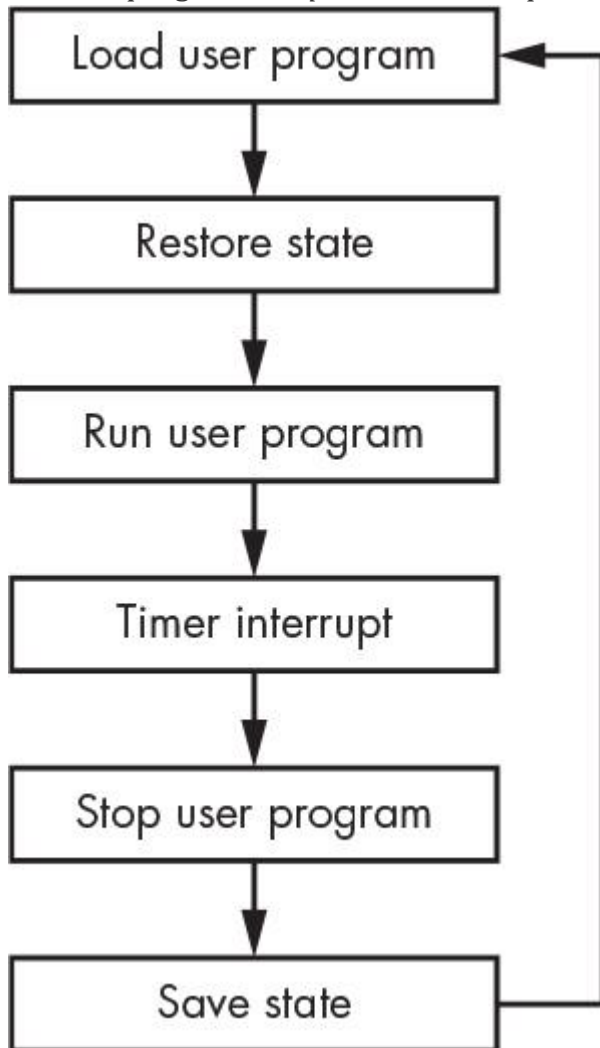 Load user program
Restore state
Run user program
Timer interrupt
Stop user program
Save state